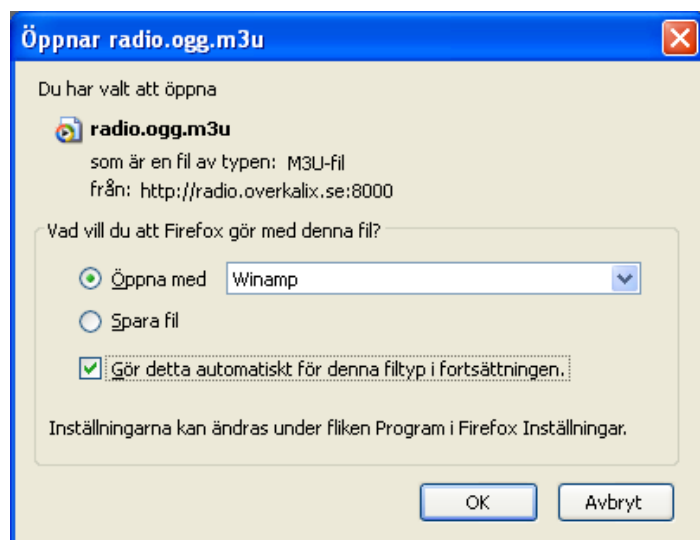 Öppnar radio.ogg.m3u
Du har valt att öppna
radio.ogg.m3u
som är en fil av typen: M3U-fil
från: http://radio.overkalix.se:8000
Vad vill du att Firefox gör med denna fil?
Öppna med Winamp
Spara fil
Gör detta automatiskt för denna filtyp i fortsättningen.
Inställningarna kan ändras under fliken Program i Firefox Inställningar.
OK Avbryt